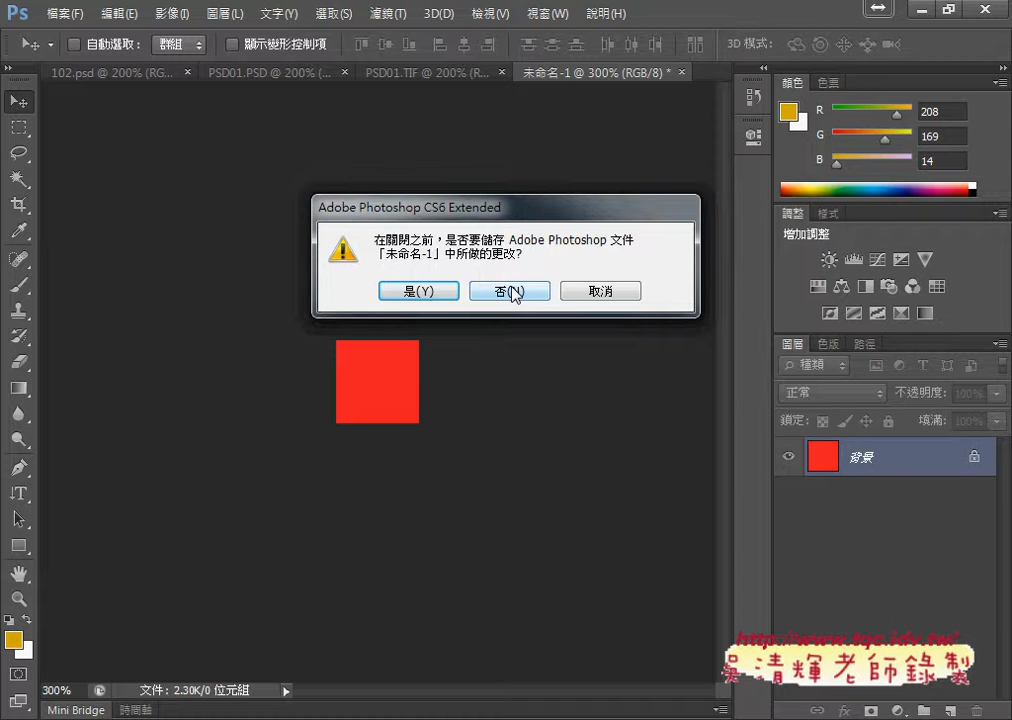 Ps 檔案(F) 編輯(E) 影像(I) 圖層(L) 文字(Y) 選取(S) 濾鏡(T) 3D(D) 檢視(V) 視窗(W) 說明(H)
自動選取： 群組 顯示變形控制項 3D 模式：
102.psd @ 200% (RG... × PSD01.PSD @ 200% (... × PSD01.TIF @ 200% (R... × 未命名-1 @ 300% (RGB/8) * ×
顏色 色票
R 208
G 169
B 14
Adobe Photoshop CS6 Extended
在關閉之前，是否要儲存 Adobe Photoshop 文件
「未命名-1」中所做的更改?
是(Y) 否(N) 取消
調整 樣式
增加調整
圖層 色版 路徑
種類
正常 不透明度： 100%
鎖定： 填滿： 100%
背景
http://www.tqc.idv.tw/
吳清輝老師錄製
300% 文件：2.30K/0 位元組
Mini Bridge 時間軸